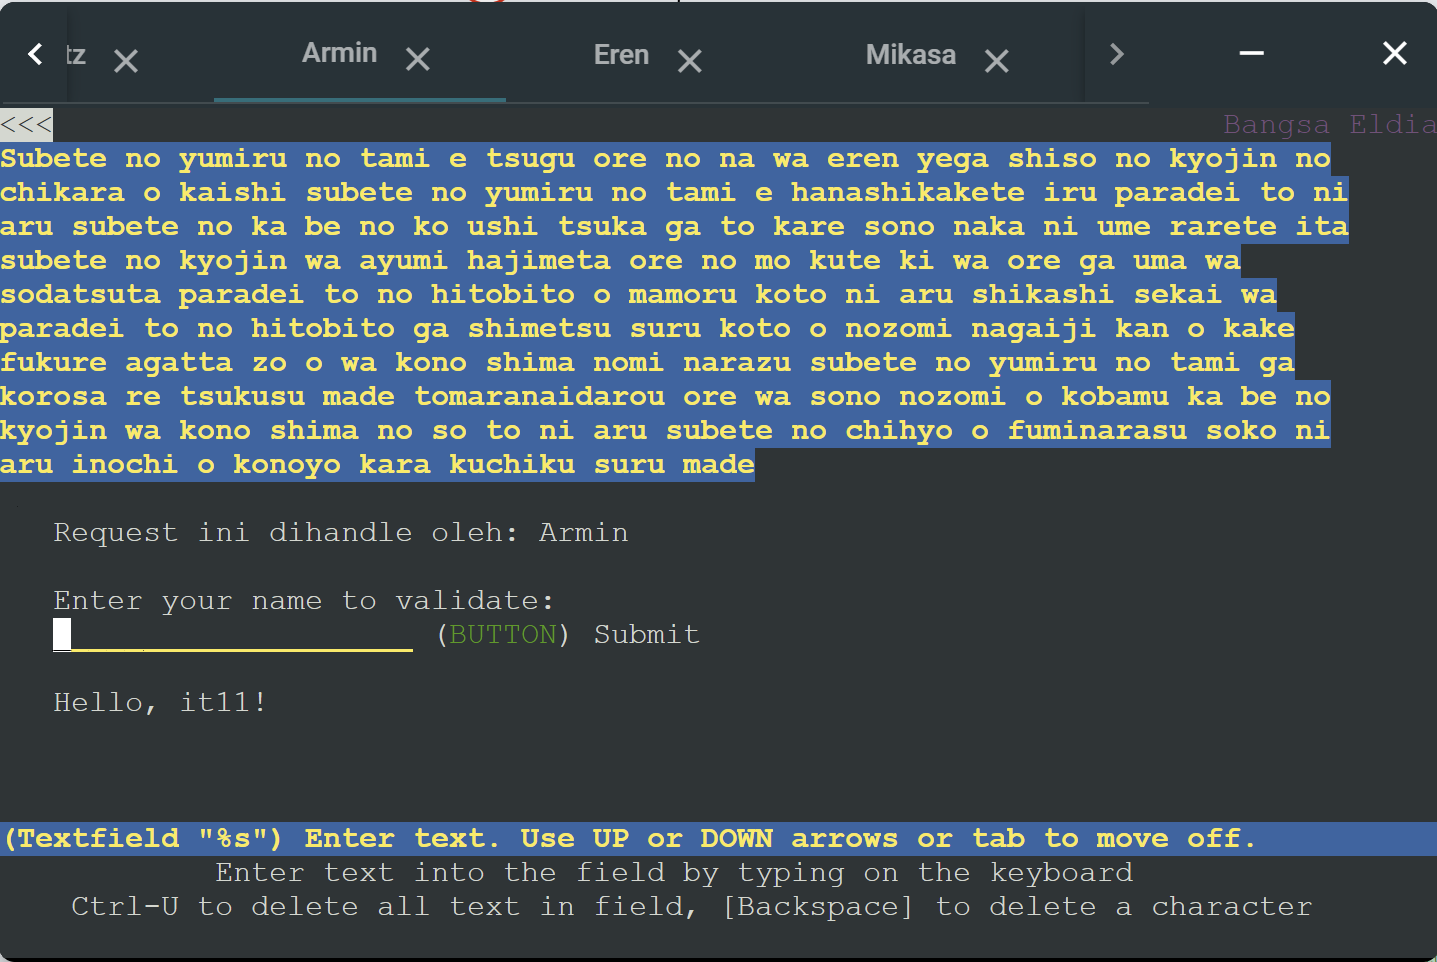 tz
Armin
Eren
Mikasa
<<<
Bangsa Eldia
Subete no yumiru no tami e tsugu ore no na wa eren yega shiso no kyojin no
chikara o kaishi subete no yumiru no tami e hanashikakete iru paradei to ni
aru subete no ka be no ko ushi tsuka ga to kare sono naka ni ume rarete ita
subete no kyojin wa ayumi hajimeta ore no mo kute ki wa ore ga uma wa
sodatsuta paradei to no hitobito o mamoru koto ni aru shikashi sekai wa
paradei to no hitobito ga shimetsu suru koto o nozomi nagaiji kan o kake
fukure agatta zo o wa kono shima nomi narazu subete no yumiru no tami ga
korosa re tsukusu made tomaranaidarou ore wa sono nozomi o kobamu ka be no
kyojin wa kono shima no so to ni aru subete no chihyo o fuminarasu soko ni
aru inochi o konoyo kara kuchiku suru made
Request ini dihandle oleh: Armin
Enter your name to validate:
(BUTTON) Submit
Hello, it11!
(Textfield "%s") Enter text. Use UP or DOWN arrows or tab to move off.
Enter text into the field by typing on the keyboard
Ctrl-U to delete all text in field, [Backspace] to delete a character